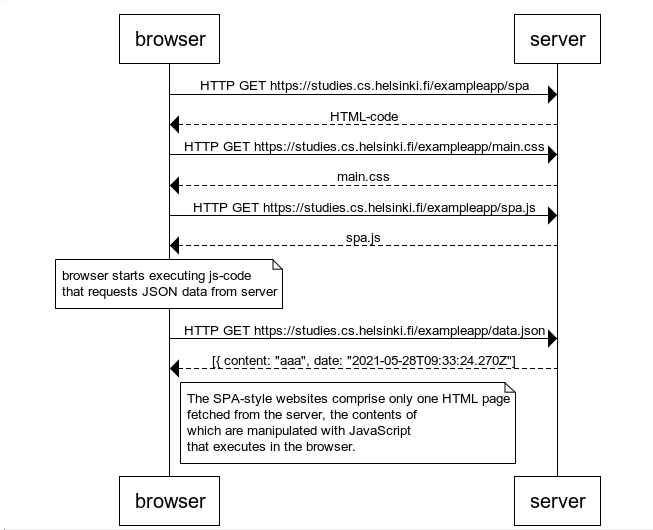 browser server
HTTP GET https://studies.cs.helsinki.fi/exampleapp/spa
HTML-code
HTTP GET https://studies.cs.helsinki.fi/exampleapp/main.css
main.css
HTTP GET https://studies.cs.helsinki.fi/exampleapp/spa.js
spa.js
browser starts executing js-code
that requests JSON data from server
HTTP GET https://studies.cs.helsinki.fi/exampleapp/data.json
[{ content: "aaa", date: "2021-05-28T09:33:24.270Z"]
The SPA-style websites comprise only one HTML page
fetched from the server, the contents of
which are manipulated with JavaScript
that executes in the browser.
browser server